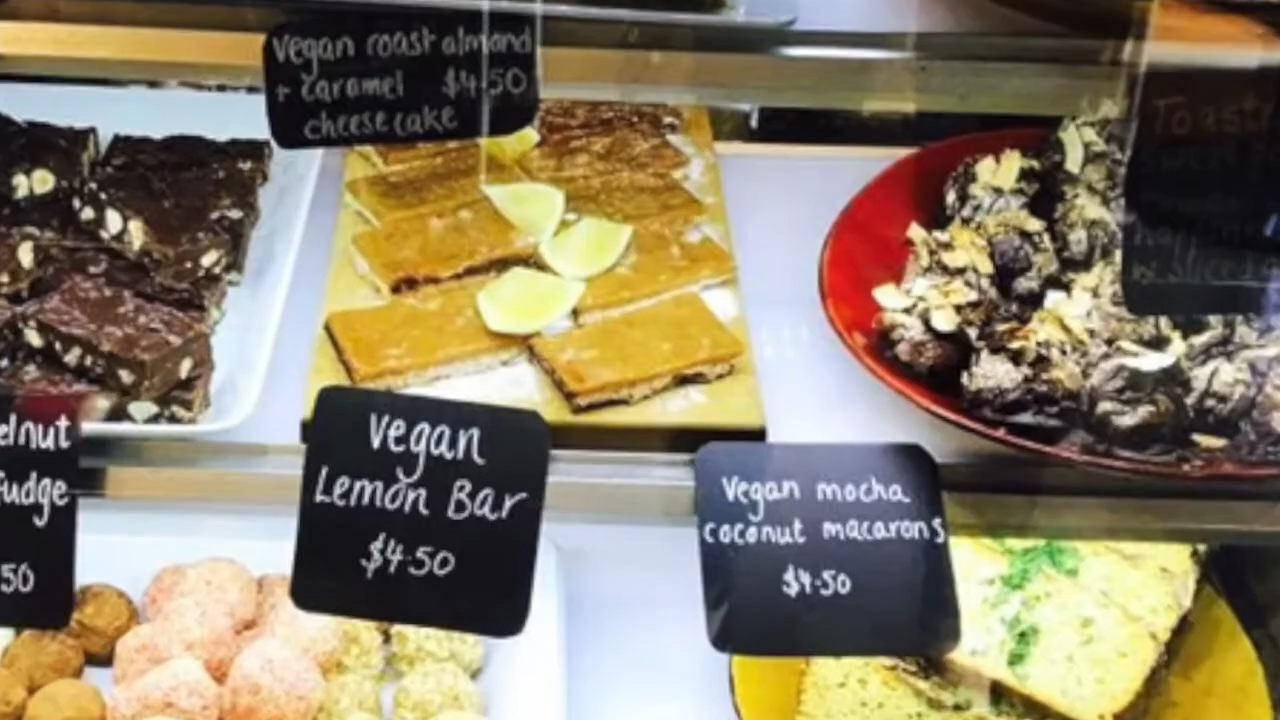 Vegan roast almond
+ caramel $4.50
cheesecake
Toast
elnut
Fudge
50
Vegan
Lemon Bar
$4.50
Vegan mocha
coconut macarons
$4.50